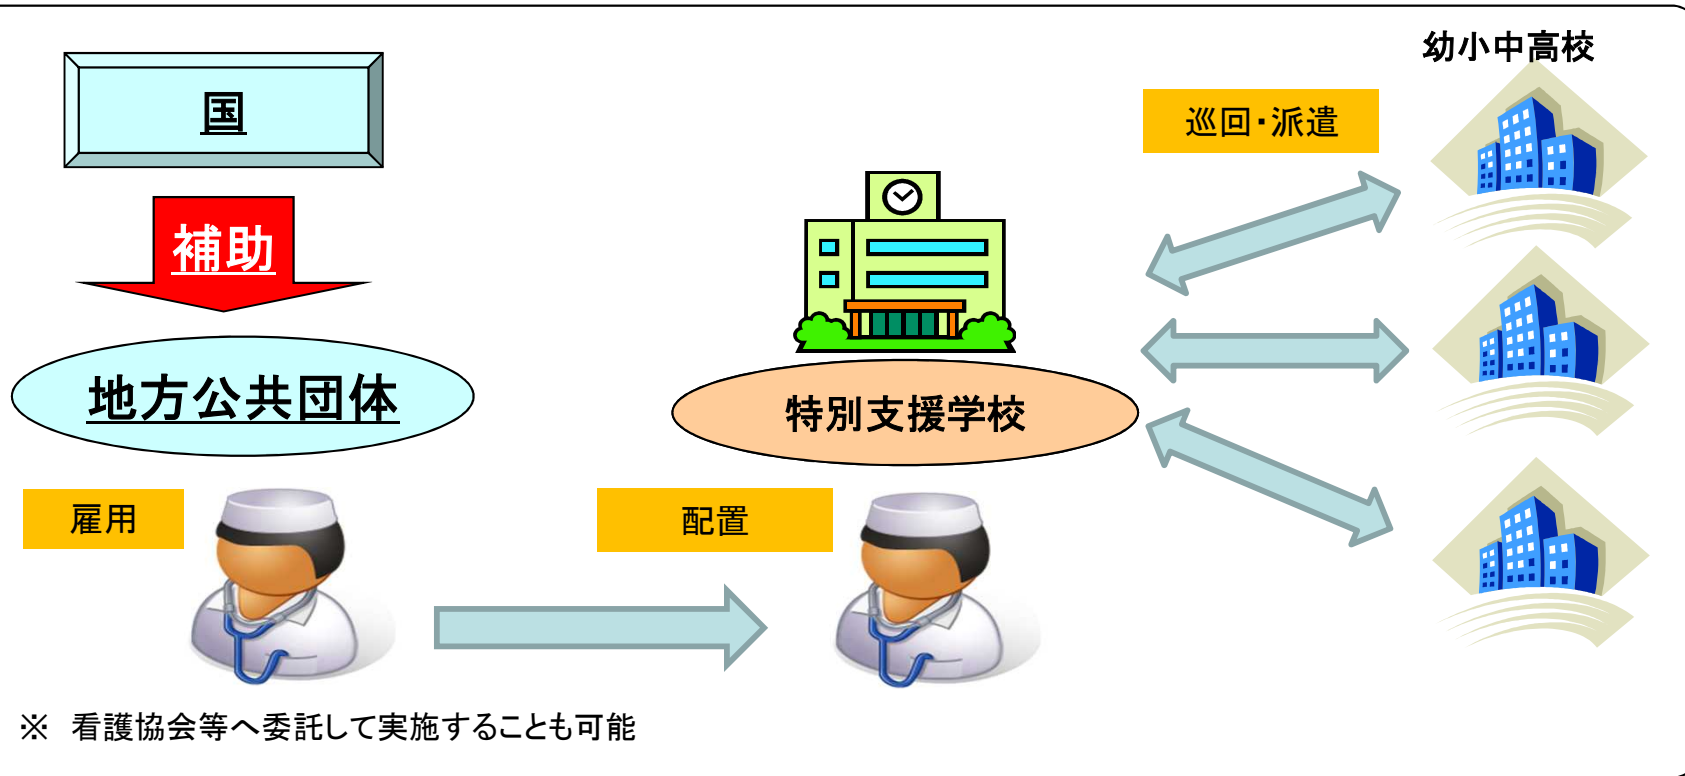 国
補助
地方公共団体
雇用
配置
特別支援学校
巡回・派遣
幼小中高校
※ 看護協会等へ委託して実施することも可能